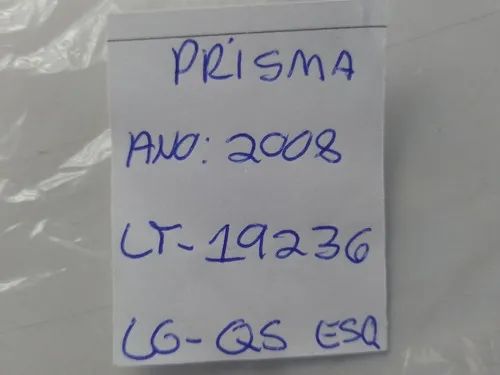 PRISMA
ANO: 2008
LT-19236
LG-QS ESQ